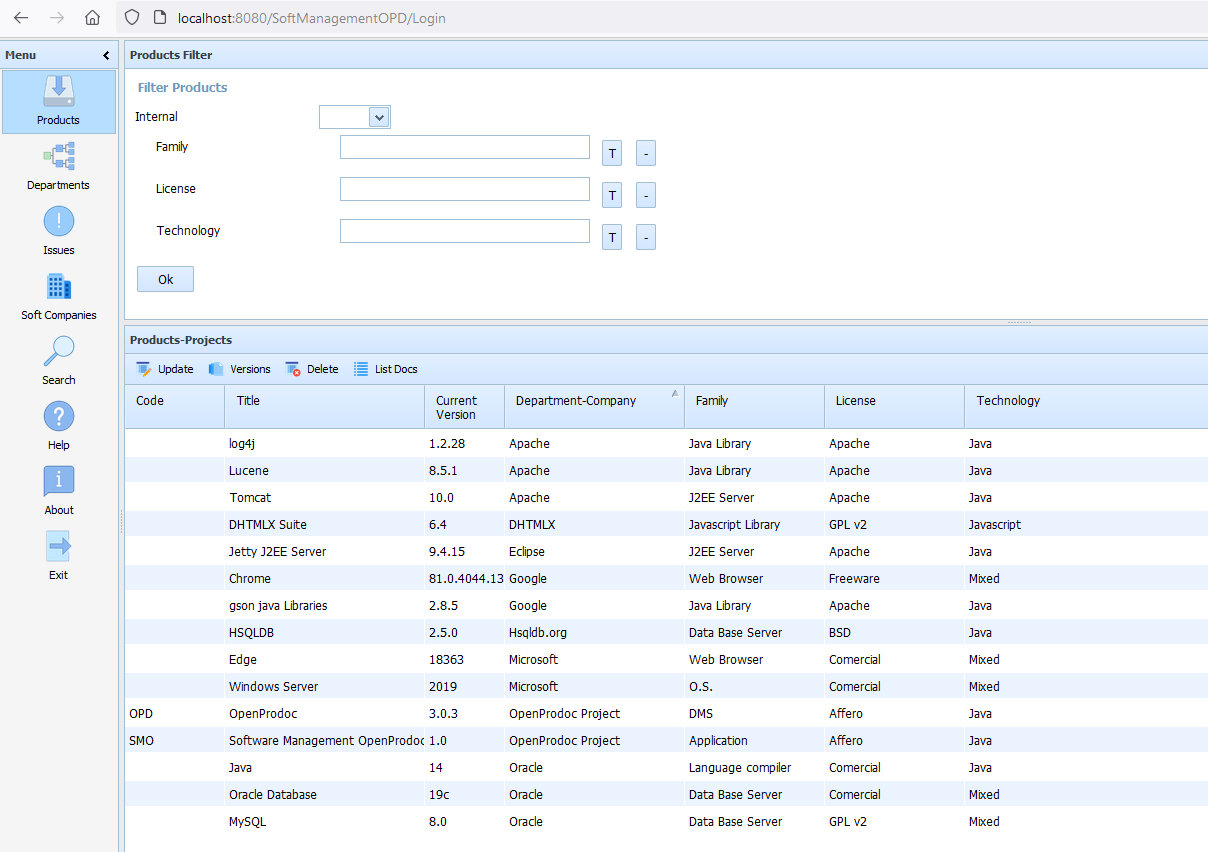 localhost:8080/SoftManagementOPD/Login
Menu
Products
Departments
!
Issues
Soft Companies
Search
?
Help
i
About
Exit
Products Filter
Filter Products
Internal
Family T -
License T -
Technology T -
Ok
Products-Projects
Update Versions Delete List Docs
Code Title Current Version Department-Company Family License Technology
log4j 1.2.28 Apache Java Library Apache Java
Lucene 8.5.1 Apache Java Library Apache Java
Tomcat 10.0 Apache J2EE Server Apache Java
DHTMLX Suite 6.4 DHTMLX Javascript Library GPL v2 Javascript
Jetty J2EE Server 9.4.15 Eclipse J2EE Server Apache Java
Chrome 81.0.4044.13 Google Web Browser Freeware Mixed
gson java Libraries 2.8.5 Google Java Library Apache Java
HSQLDB 2.5.0 Hsqldb.org Data Base Server BSD Java
Edge 18363 Microsoft Web Browser Comercial Mixed
Windows Server 2019 Microsoft O.S. Comercial Mixed
OPD OpenProdoc 3.0.3 OpenProdoc Project DMS Affero Java
SMO Software Management OpenProdoc 1.0 OpenProdoc Project Application Affero Java
Java 14 Oracle Language compiler Comercial Java
Oracle Database 19c Oracle Data Base Server Comercial Mixed
MySQL 8.0 Oracle Data Base Server GPL v2 Mixed